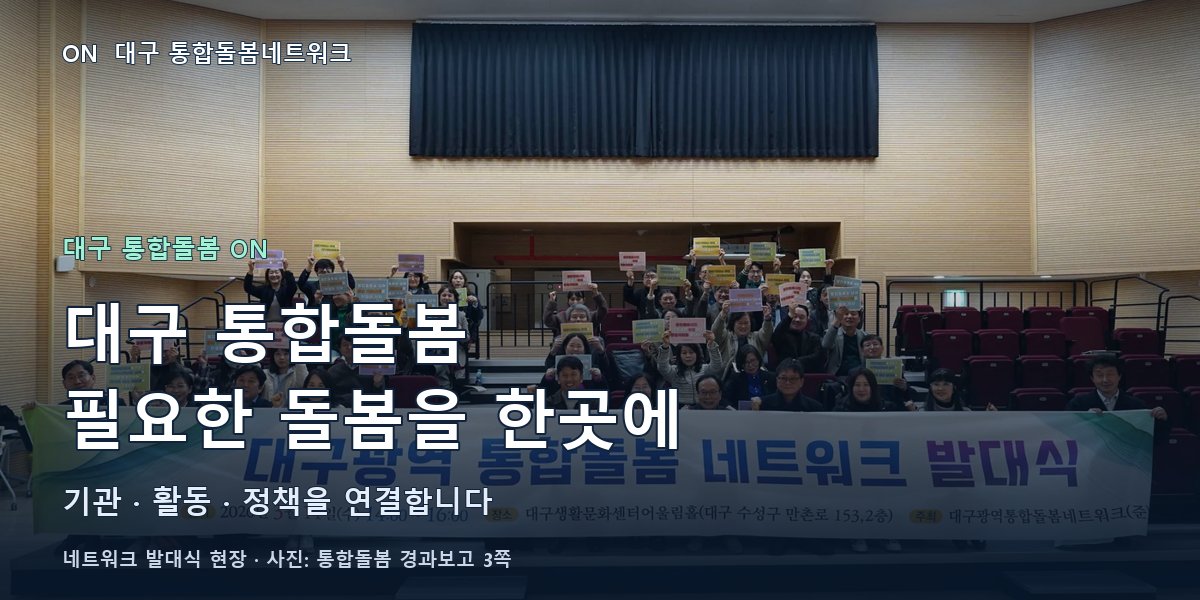 ON 대구 통합돌봄네트워크
대구 통합돌봄 ON
대구 통합돌봄
필요한 돌봄을 한곳에
대구광역 통합돌봄 네트워크 발대식
기관 · 활동 · 정책을 연결합니다
장소 대구생활문화센터어울림홀(대구 수성구 만촌로 153,2층) 주최 대구광역통합돌봄네트워크(준)
네트워크 발대식 현장 · 사진: 통합돌봄 경과보고 3쪽